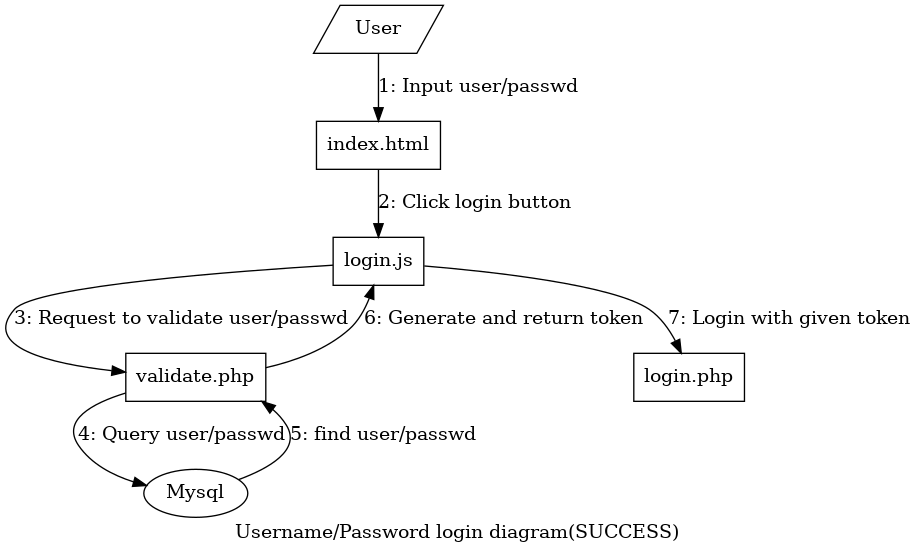 User
1: Input user/passwd
index.html
2: Click login button
login.js
3: Request to validate user/passwd
6: Generate and return token
7: Login with given token
validate.php
login.php
4: Query user/passwd
5: find user/passwd
Mysql
Username/Password login diagram(SUCCESS)